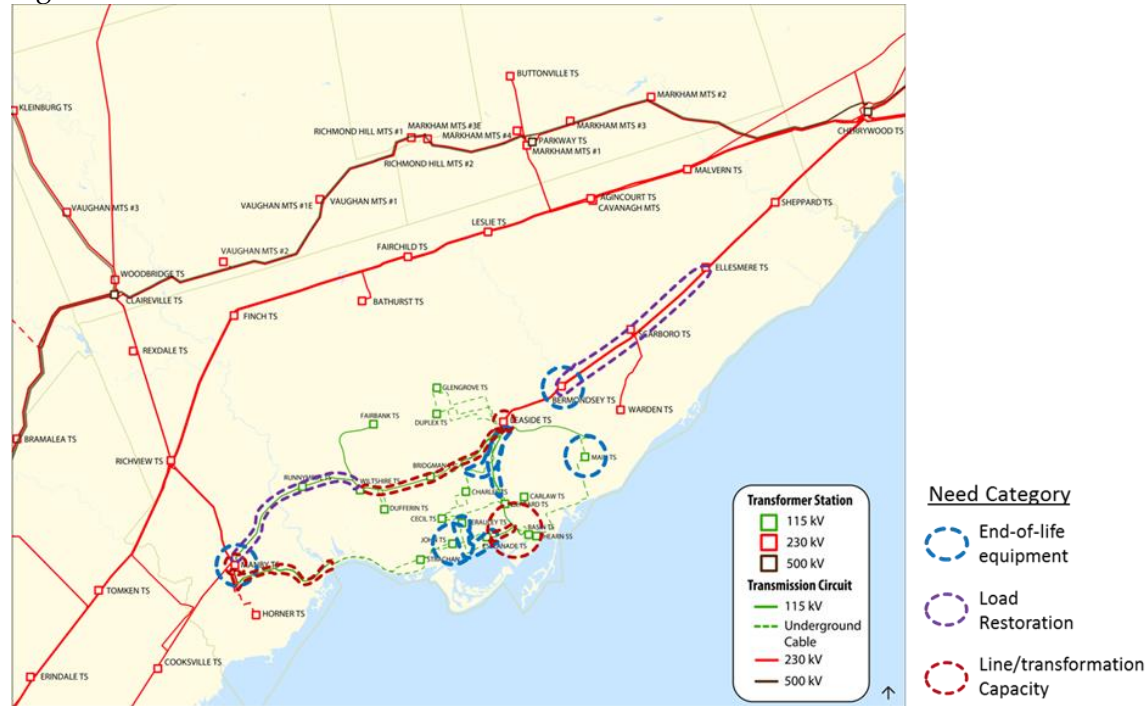 BUTTONVILLE TS
KLEINBURG TS
MARKHAM MTS #2
MARKHAM MTS #3E
RICHMOND HILL MTS #1
MARKHAM MTS #4
MARKHAM MTS #3
CHERRYWOOD TS
PARKWAY TS
MARKHAM MTS #1
RICHMOND HILL MTS #2
MALVERN TS
AGINCOURT TS
CAVANAGH MTS
SHEPPARD TS
VAUGHAN MTS #3
VAUGHAN MTS #1E
VAUGHAN MTS #1
LESLIE TS
VAUGHAN MTS #2
FAIRCHILD TS
WOODBRIDGE TS
ELLESMERE TS
CLAIREVILLE TS
BATHURST TS
FINCH TS
SCARBORO TS
REXDALE TS
GLENGROVE TS
BERMONDSEY TS
WARDEN TS
DUPLEX TS
FAIRBANK TS
LEASIDE TS
BRAMALEA TS
RICHVIEW TS
MAIN TS
BRIDGMAN
WILTSHIRE TS
CARLAW TS
DUFFERIN TS
CECIL TS
BASIN TS
HEARN SS
JOHN TS
MANBY TS
TOMKEN TS
HORNER TS
COOKSVILLE TS
ERINDALE TS
Transformer Station
115 kV
230 kV
500 kV
Transmission Circuit
115 kV
Underground
Cable
230 kV
500 kV
Need Category
End-of-life
equipment
Load
Restoration
Line/transformation
Capacity